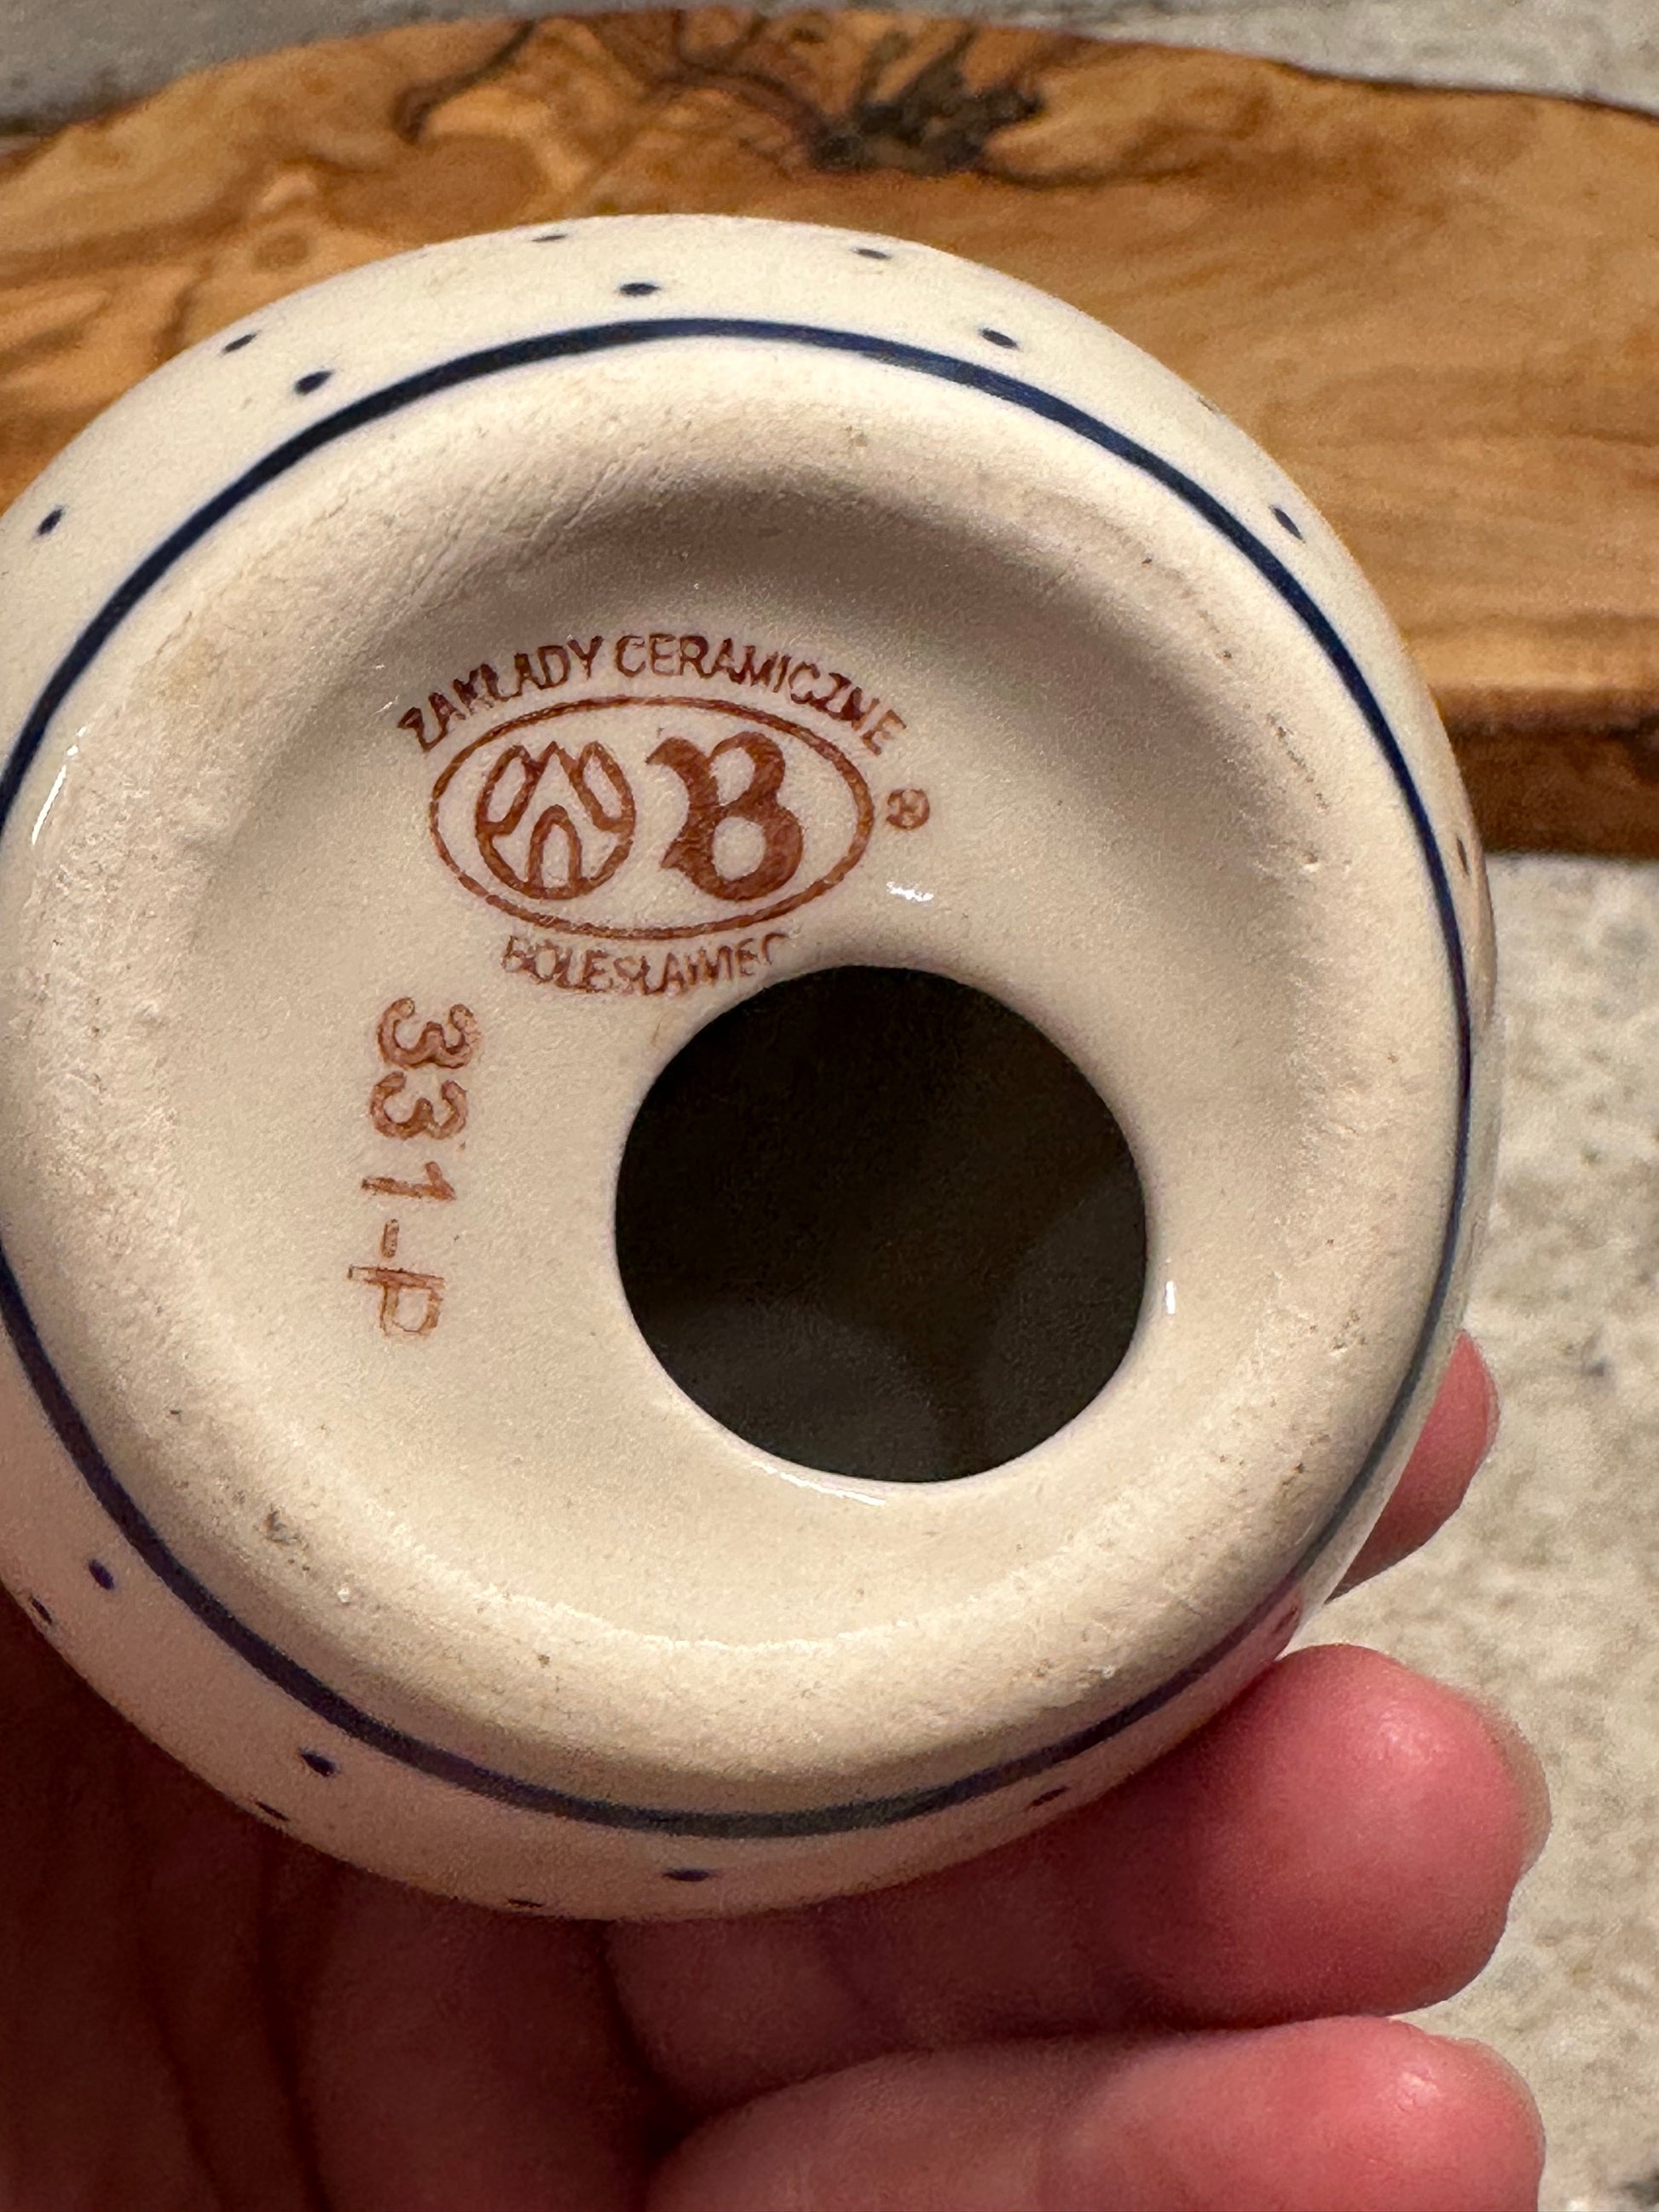 ZAKŁADY CERAMICZNE
B ®
BOLESŁAWIEC
331-P